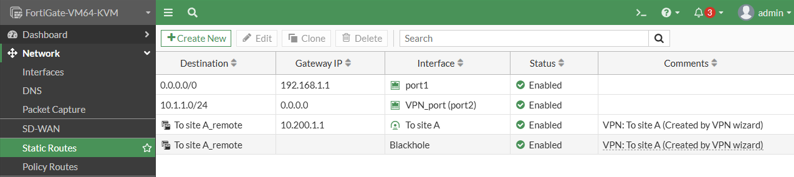 FortiGate-VM64-KVM
>_ ? 3 admin
Dashboard
Network
Interfaces
DNS
Packet Capture
SD-WAN
Static Routes
Policy Routes
+ Create New Edit Clone Delete Search
Destination Gateway IP Interface Status Comments
0.0.0.0/0 192.168.1.1 port1 Enabled
10.1.1.0/24 0.0.0.0 VPN_port (port2) Enabled
To site A_remote 10.200.1.1 To site A Enabled VPN: To site A (Created by VPN wizard)
To site A_remote Blackhole Enabled VPN: To site A (Created by VPN wizard)